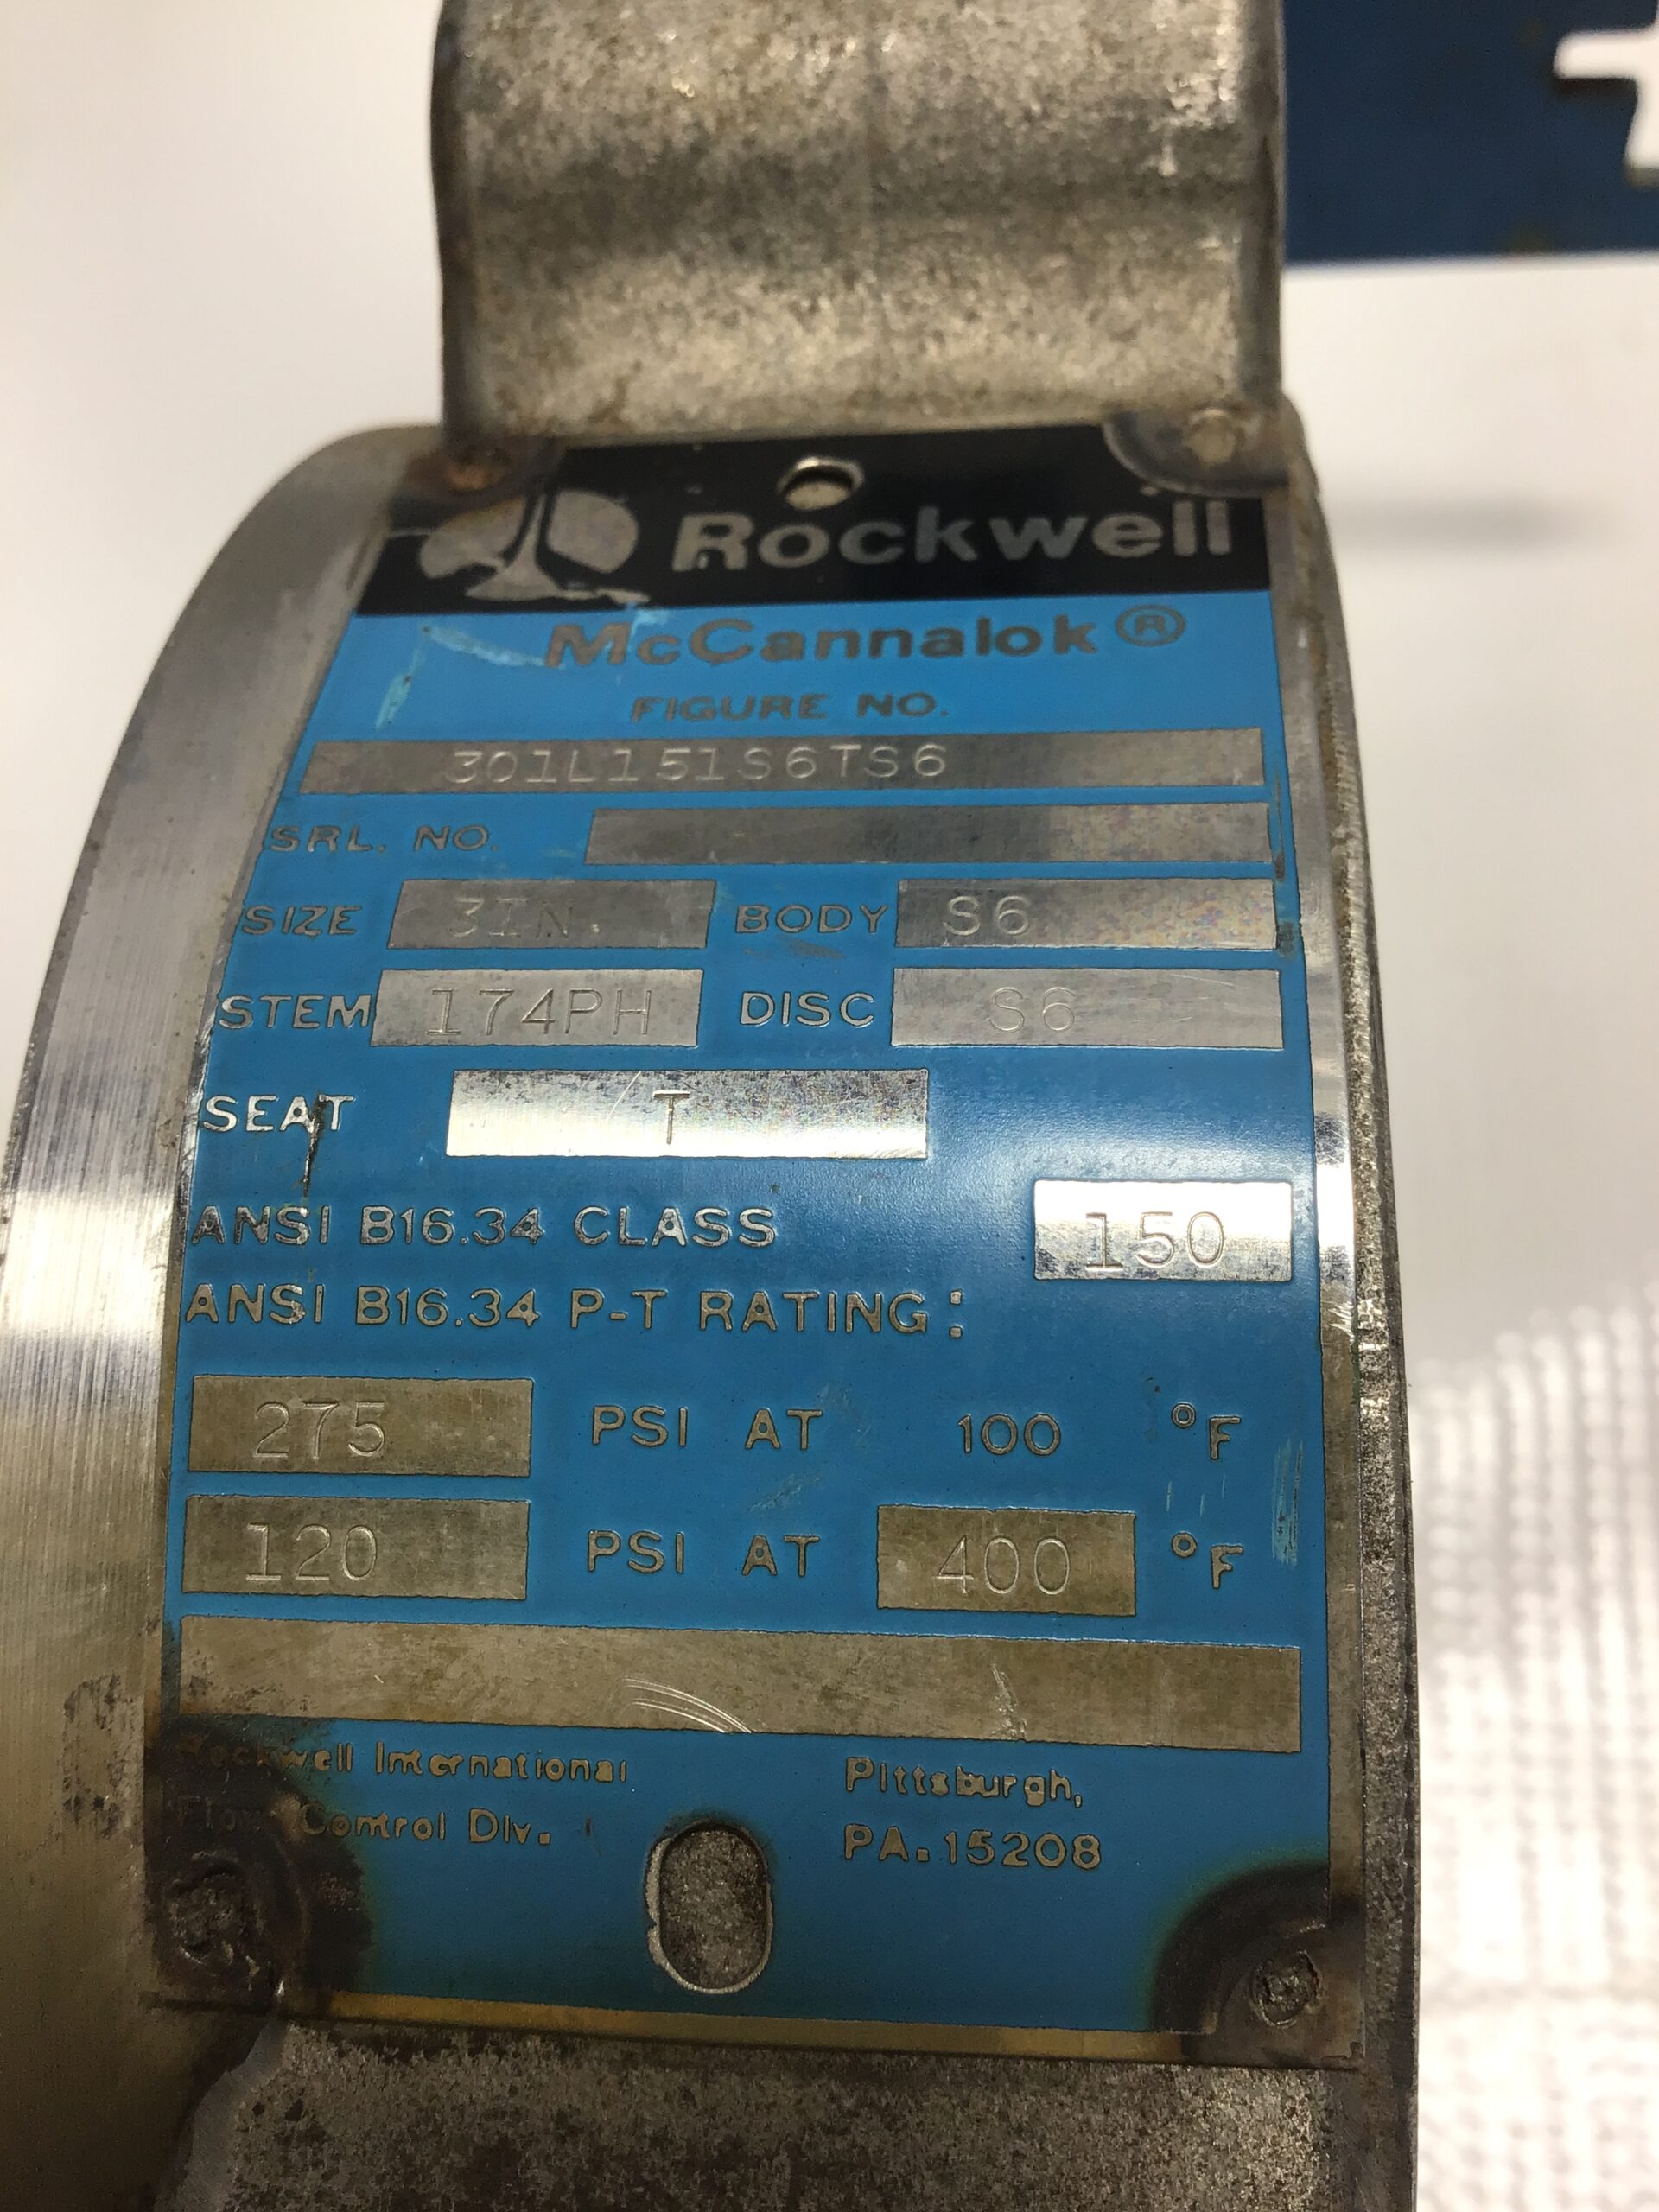 Rockwell
McCannalok®
FIGURE NO.
301L151S6TS6
SRL. NO.
SIZE 3IN. BODY S6
STEM 174PH DISC S6
SEAT T
ANSI B16.34 CLASS 150
ANSI B16.34 P-T RATING:
275 PSI AT 100 °F
120 PSI AT 400 °F
Rockwell International Pittsburgh,
Flow Control Div. PA. 15208